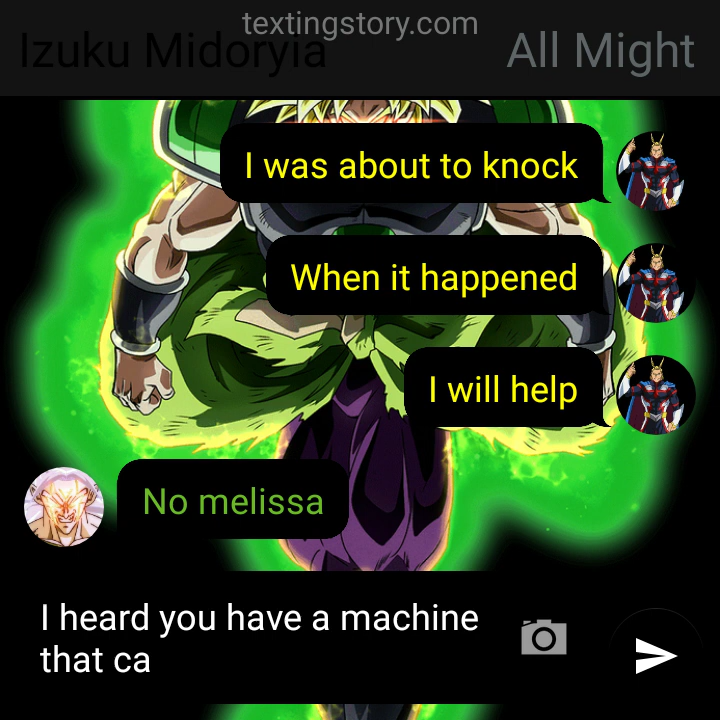 textingstory.com
Izuku Midoryia
All Might
I was about to knock
When it happened
I will help
No melissa
I heard you have a machine
that ca